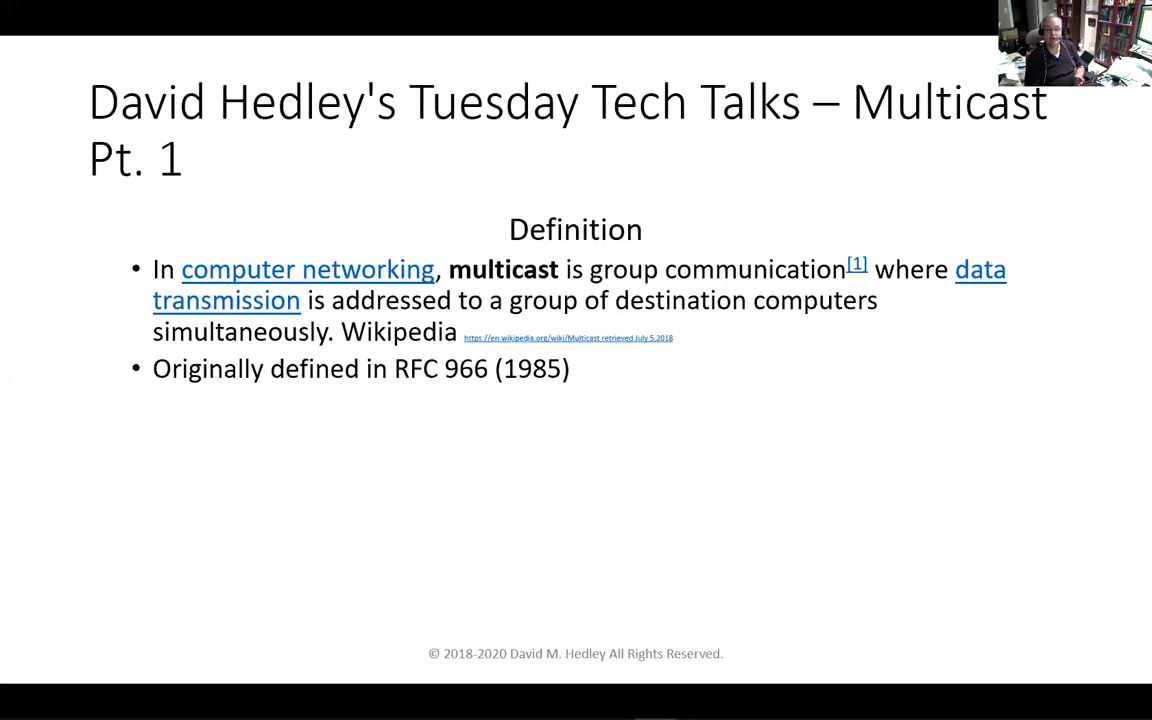 David Hedley's Tuesday Tech Talks – Multicast
Pt. 1
Definition
• In computer networking, multicast is group communication[1] where data
transmission is addressed to a group of destination computers
simultaneously. Wikipedia https://en.wikipedia.org/wiki/Multicast retrieved July 5,2018
• Originally defined in RFC 966 (1985)
© 2018-2020 David M. Hedley All Rights Reserved.